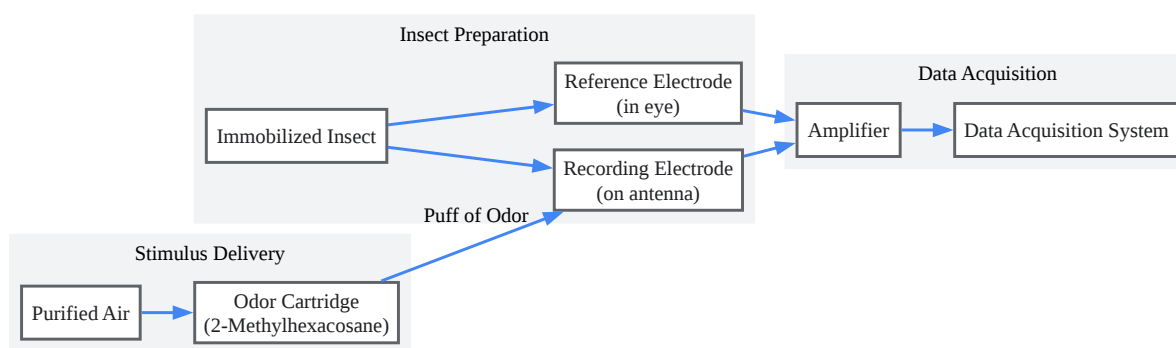 Insect Preparation
Reference Electrode
(in eye)
Immobilized Insect
Recording Electrode
(on antenna)
Data Acquisition
Amplifier
Data Acquisition System
Puff of Odor
Stimulus Delivery
Purified Air
Odor Cartridge
(2-Methylhexacosane)